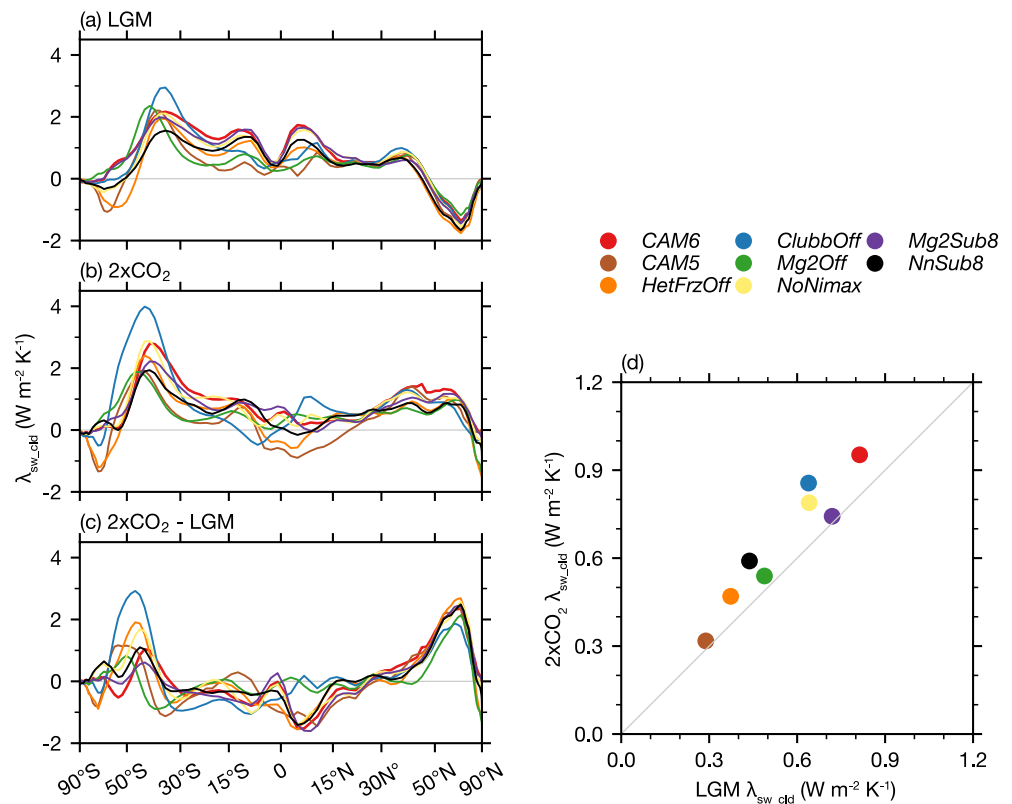 (a) LGM
4
2
0
-2
(b) 2xCO₂
4
2
0
-2
λsw_cld (W m⁻² K⁻¹)
(c) 2xCO₂ - LGM
4
2
0
-2
90°S 50°S 30°S 15°S 0 15°N 30N° 50°N 90°N
CAM6 ClubbOff Mg2Sub8
CAM5 Mg2Off NnSub8
HetFrzOff NoNimax
(d)
1.2
0.9
0.6
0.3
0.0
2xCO₂ λsw_cld (W m⁻² K⁻¹)
0.0 0.3 0.6 0.9 1.2
LGM λsw_cld (W m⁻² K⁻¹)